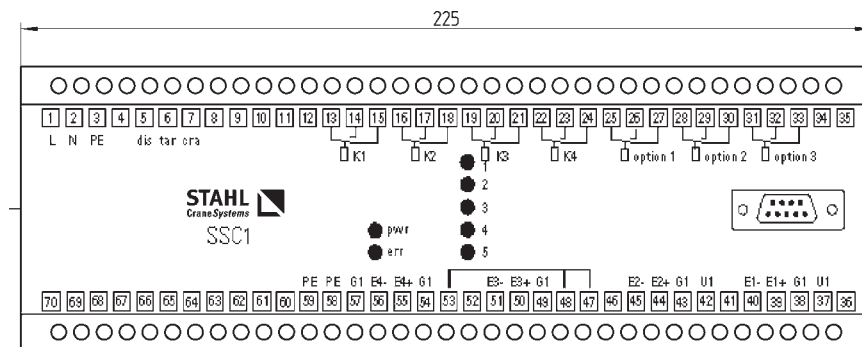 225
1 2 3 4 5 6 7 8 9 10 11 12 13 14 15 16 17 18 19 20 21 22 23 24 25 26 27 28 29 30 31 32 33 34 35
L N PE dis tar cra
K1 K2 K3 K4 option 1 option 2 option 3
1
2
3
4
5
STAHL
CraneSystems
SSC1
pwr
err
PE PE G1 E4- E4+ G1 E3- E3+ G1 E2- E2+ G1 U1 E1- E1+ G1 U1
70 69 68 67 66 65 64 63 62 61 60 59 58 57 56 55 54 53 52 51 50 49 48 47 46 45 44 43 42 41 40 39 38 37 36